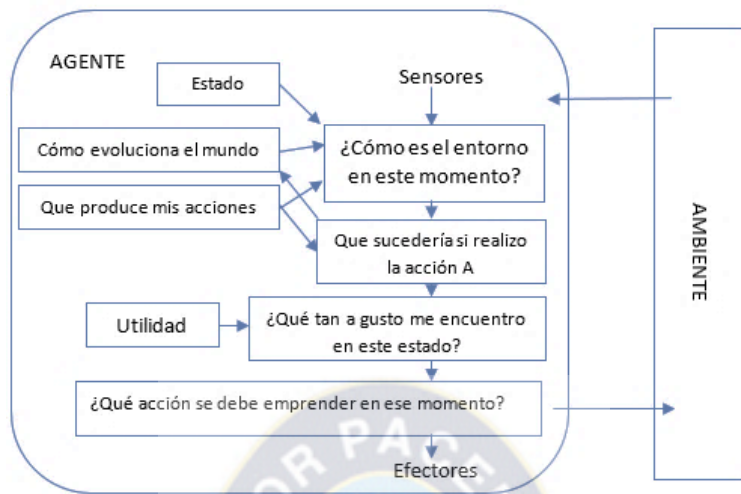 AGENTE
Estado
Sensores
Cómo evoluciona el mundo
¿Cómo es el entorno
en este momento?
Que produce mis acciones
Que sucedería si realizo
la acción A
Utilidad
¿Qué tan a gusto me encuentro
en este estado?
¿Qué acción se debe emprender en ese momento?
Efectores
AMBIENTE
OR PACE